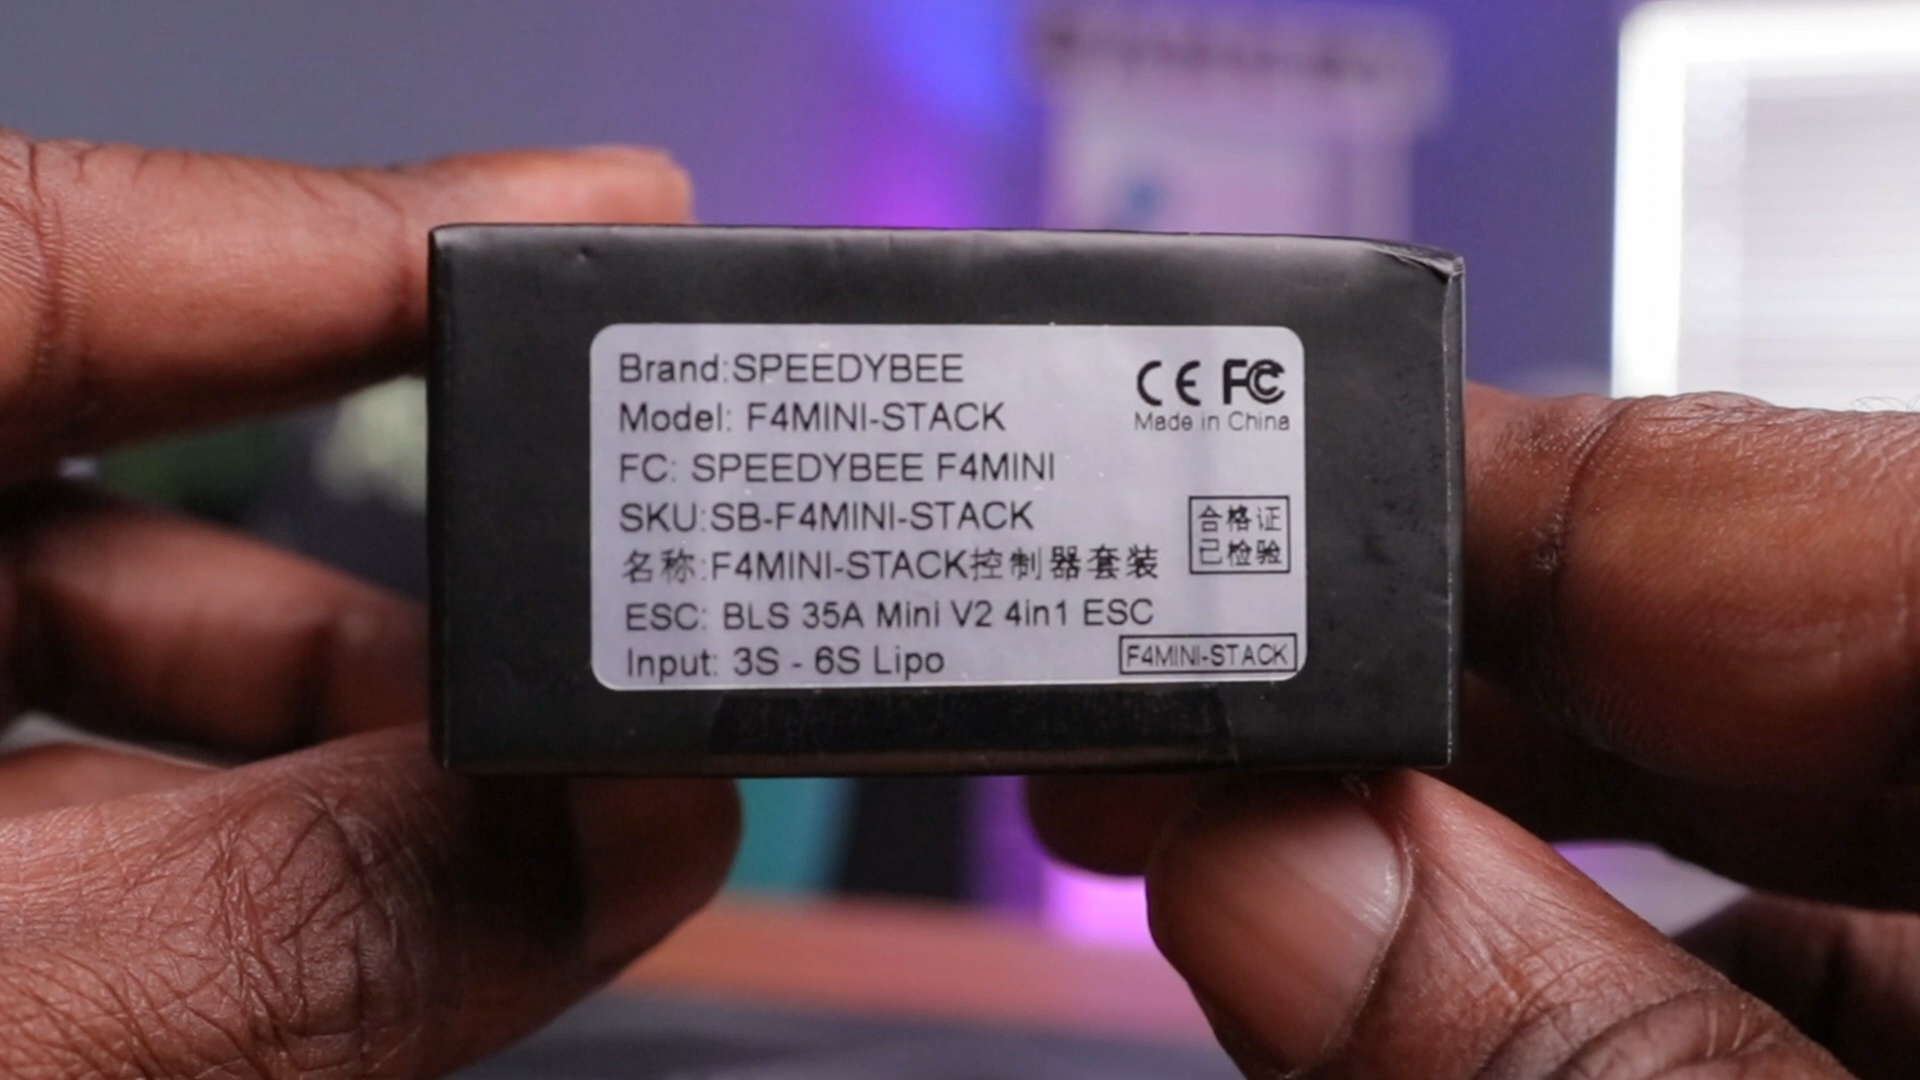 Brand:SPEEDYBEE
Model: F4MINI-STACK
FC: SPEEDYBEE F4MINI
SKU:SB-F4MINI-STACK
名称:F4MINI-STACK控制器套装
ESC: BLS 35A Mini V2 4in1 ESC
Input: 3S - 6S Lipo
CE FC
Made in China
合格证
已检验
F4MINI-STACK